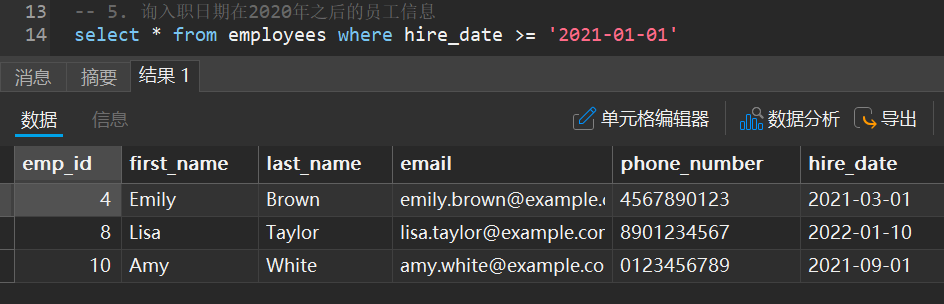 13 -- 5. 询入职日期在2020年之后的员工信息
14 select * from employees where hire_date >= '2021-01-01'
消息 摘要 结果 1
数据 信息 单元格编辑器 数据分析 导出
emp_id first_name last_name email phone_number hire_date
4 Emily Brown emily.brown@example.c 4567890123 2021-03-01
8 Lisa Taylor lisa.taylor@example.cor 8901234567 2022-01-10
10 Amy White amy.white@example.co 0123456789 2021-09-01